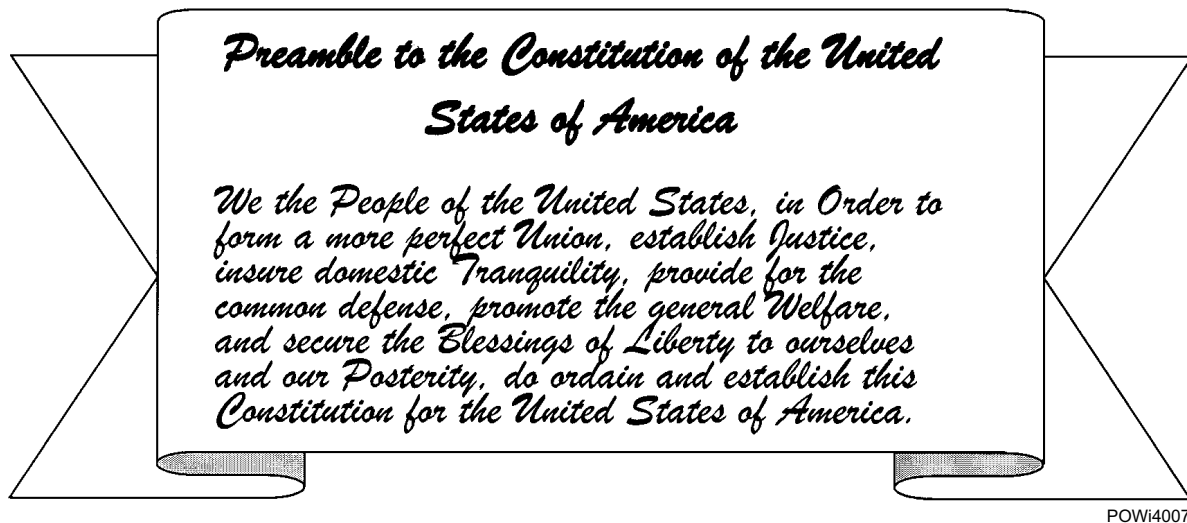 Preamble to the Constitution of the United
States of America
We the People of the United States, in Order to
form a more perfect Union, establish Justice,
insure domestic Tranquility, provide for the
common defense, promote the general Welfare,
and secure the Blessings of Liberty to ourselves
and our Posterity, do ordain and establish this
Constitution for the United States of America.
POWi4007